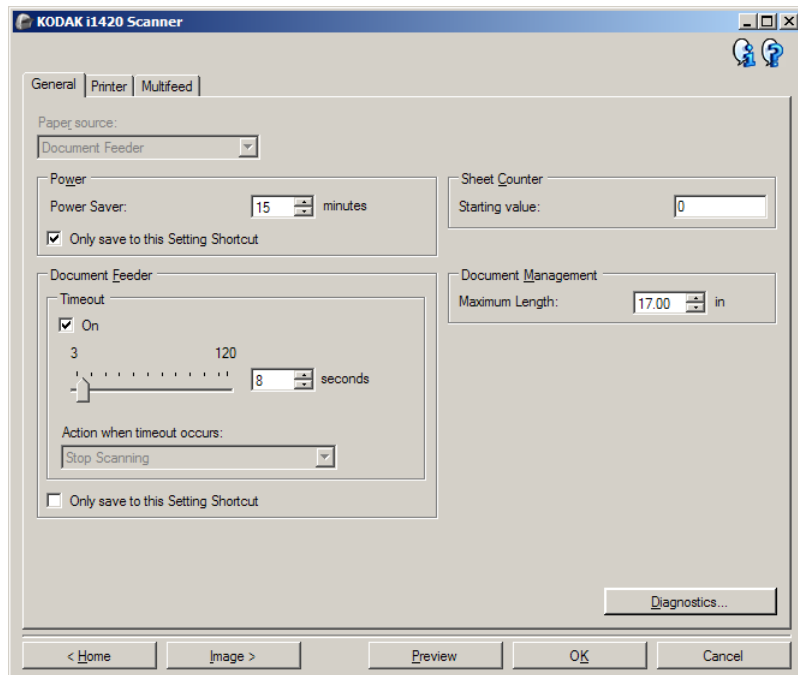 KODAK i1420 Scanner
General Printer Multifeed
Paper source:
Document Feeder
Power
Power Saver: 15 minutes
Only save to this Setting Shortcut
Sheet Counter
Starting value: 0
Document Feeder
Timeout
On
3 120
8 seconds
Action when timeout occurs:
Stop Scanning
Only save to this Setting Shortcut
Document Management
Maximum Length: 17.00 in
Diagnostics...
< Home Image > Preview OK Cancel